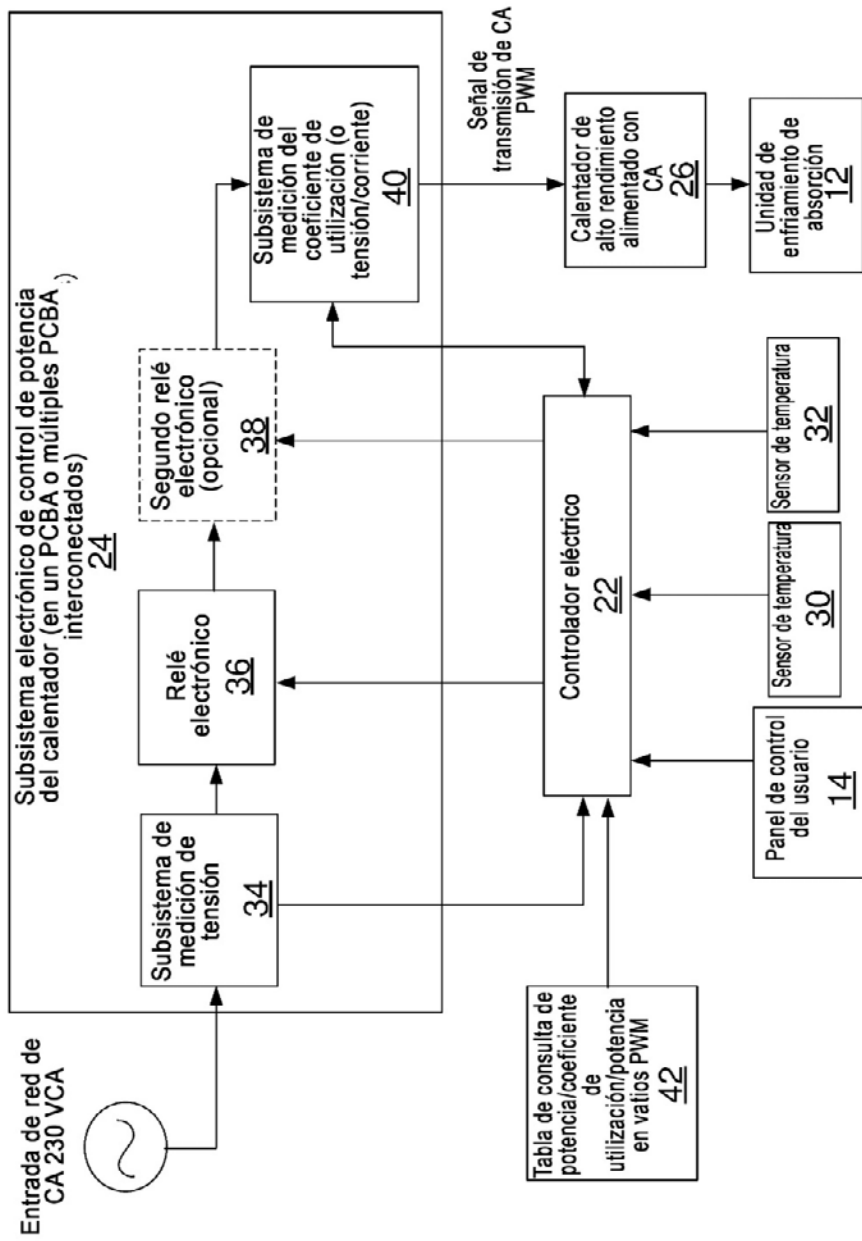 Entrada de red de
CA 230 VCA
Subsistema electrónico de control de potencia
del calentador (en un PCBA o múltiples PCBA
interconectados)
24
Subsistema de
medición de
tensión
34
Relé
electrónico
36
Segundo relé
electrónico
(opcional)
38
Subsistema de
medición del
coeficiente de
utilización (o
tensión/corriente)
40
Señal de
transmisión de CA
PWM
Tabla de consulta de
potencia/coeficiente
de
utilización/potencia
en vatios PWM
42
Controlador eléctrico
22
Calentador de
alto rendimiento
alimentado con
CA
26
Unidad de
enfriamiento de
absorción
12
Panel de control
del usuario
14
Sensor de temperatura
30
Sensor de temperatura
32